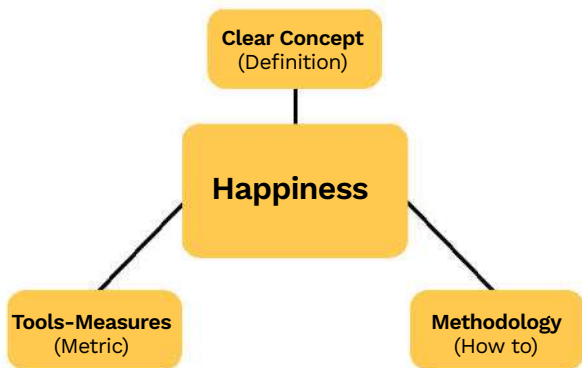 Clear Concept
(Definition)
Happiness
Tools-Measures
(Metric)
Methodology
(How to)